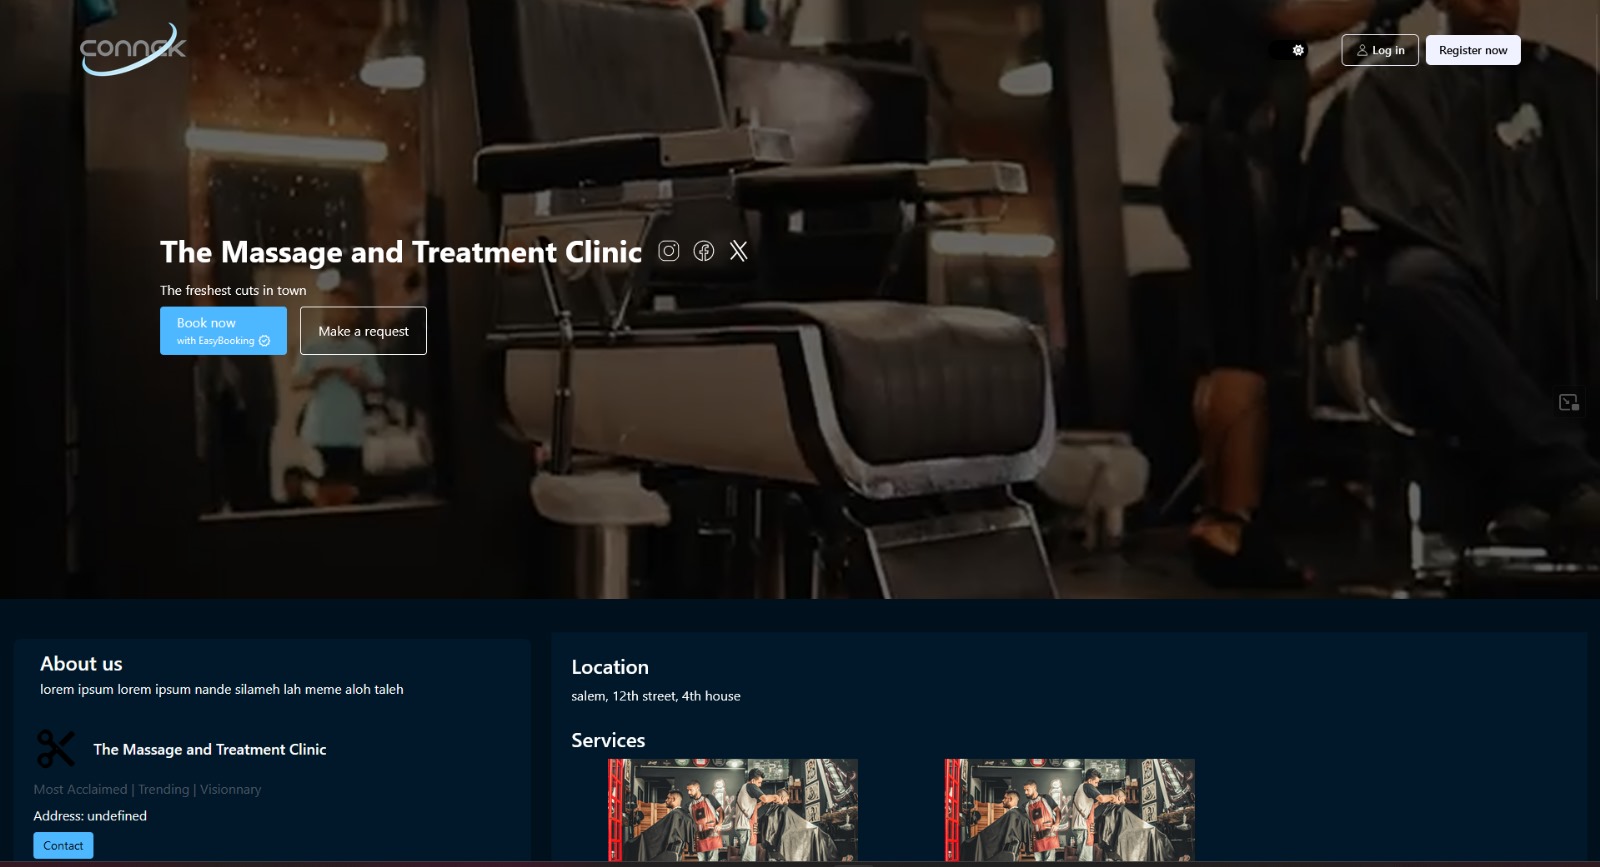 CONNEK
Log in
Register now
The Massage and Treatment Clinic
The freshest cuts in town
Book now
with EasyBooking
Make a request
About us
lorem ipsum lorem ipsum nande silameh lah meme aloh taleh
The Massage and Treatment Clinic
Most Acclaimed | Trending | Visionnary
Address: undefined
Contact
Location
salem, 12th street, 4th house
Services